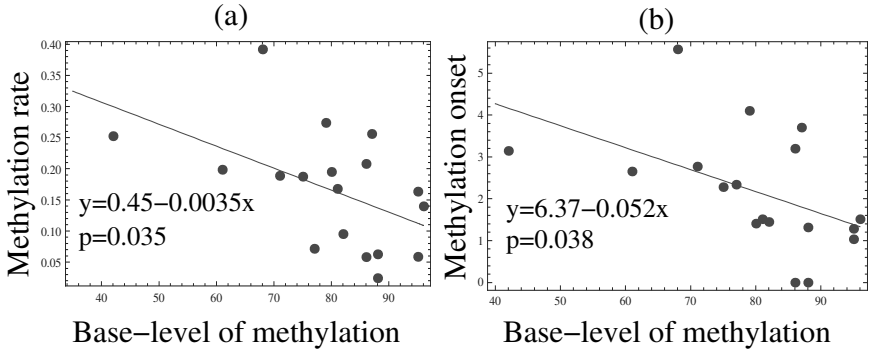 (a)
Methylation rate
0.40
0.35
0.30
0.25
0.20
0.15
0.10
0.05
y=0.45−0.0035x
p=0.035
40 50 60 70 80 90
Base−level of methylation
(b)
Methylation onset
5
4
3
2
1
0
y=6.37−0.052x
p=0.038
40 50 60 70 80 90
Base−level of methylation